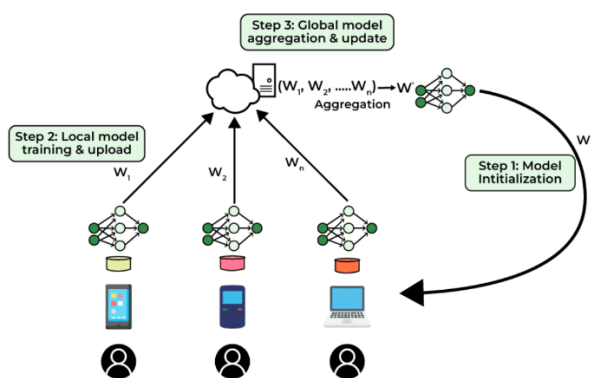 Step 3: Global model
aggregation & update
(W1, W2, .....Wn)
W'
Aggregation
Step 2: Local model
training & upload
W1
W2
Wn
W
Step 1: Model
Intitialization